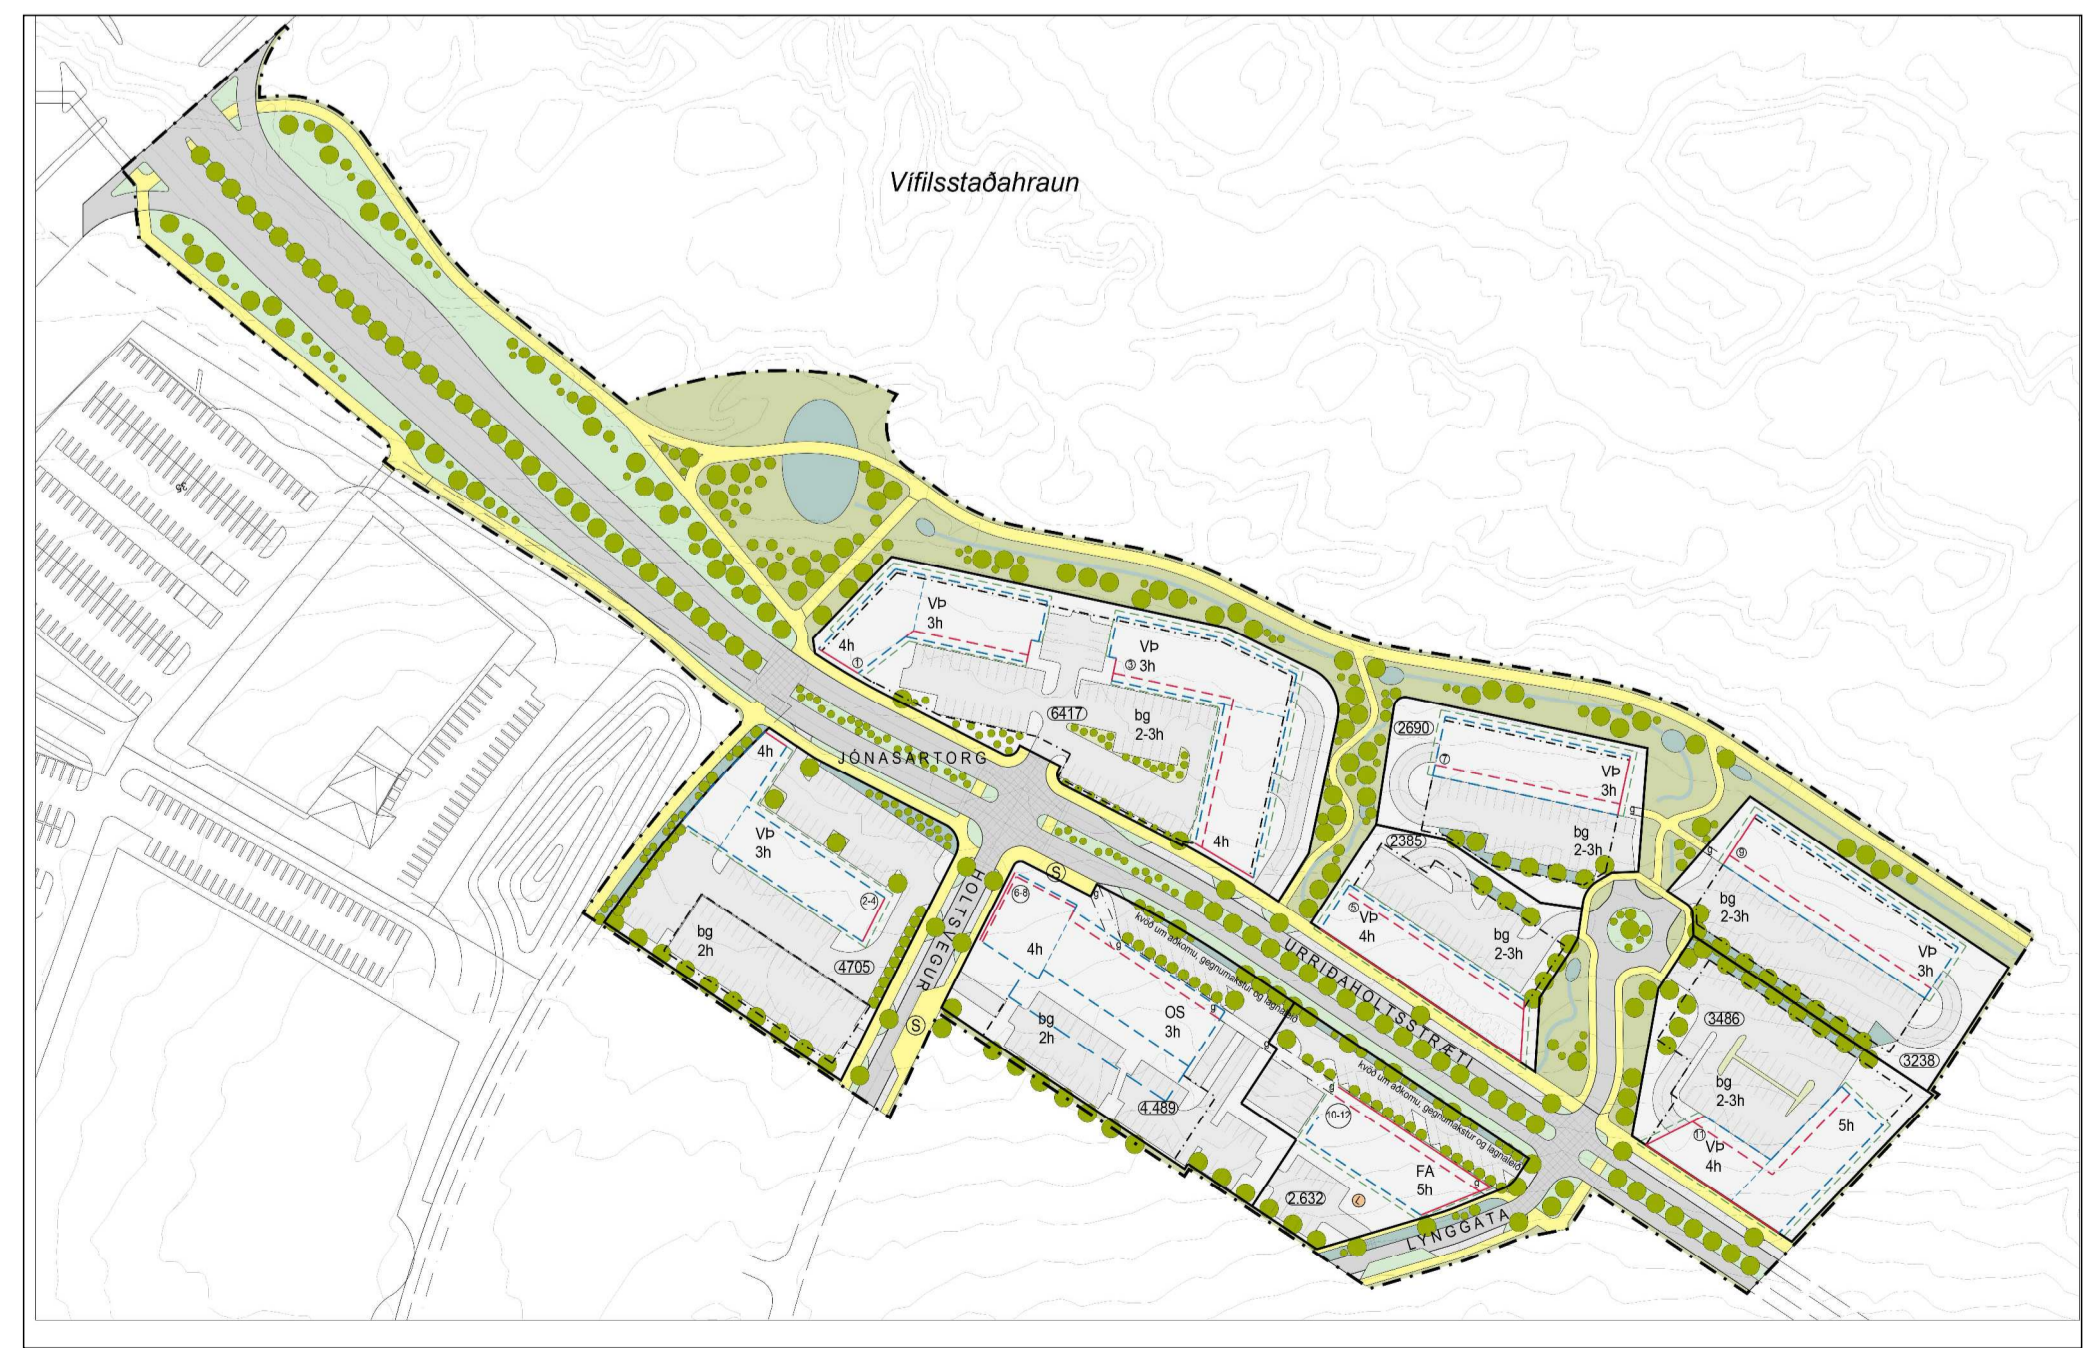 Vífilsstaðahraun
35
VÞ
3h
4h
1
VÞ
3 3h
6417
bg
2-3h
4h
2690
7
VÞ
3h
g
bg
2-3h
2385
JÓNASARTORG
4h
VÞ
3h
2-4
bg
2h
4705
HOLTSVEGUR
S
S
6-8
g
4h
g
kvöð um aðkomu, gegnumakstur og lagnaleið
URRIÐAHOLTSSTRÆTI
5
VÞ
4h
bg
2-3h
g
9
bg
2-3h
VÞ
3h
3238
3486
bg
2-3h
11
VÞ
4h
5h
OS
3h
g
bg
2h
4.489
g
kvöð um aðkomu, gegnumakstur og lagnaleið
g
10-12
FA
5h
g
2.632
L
LYNGGATA